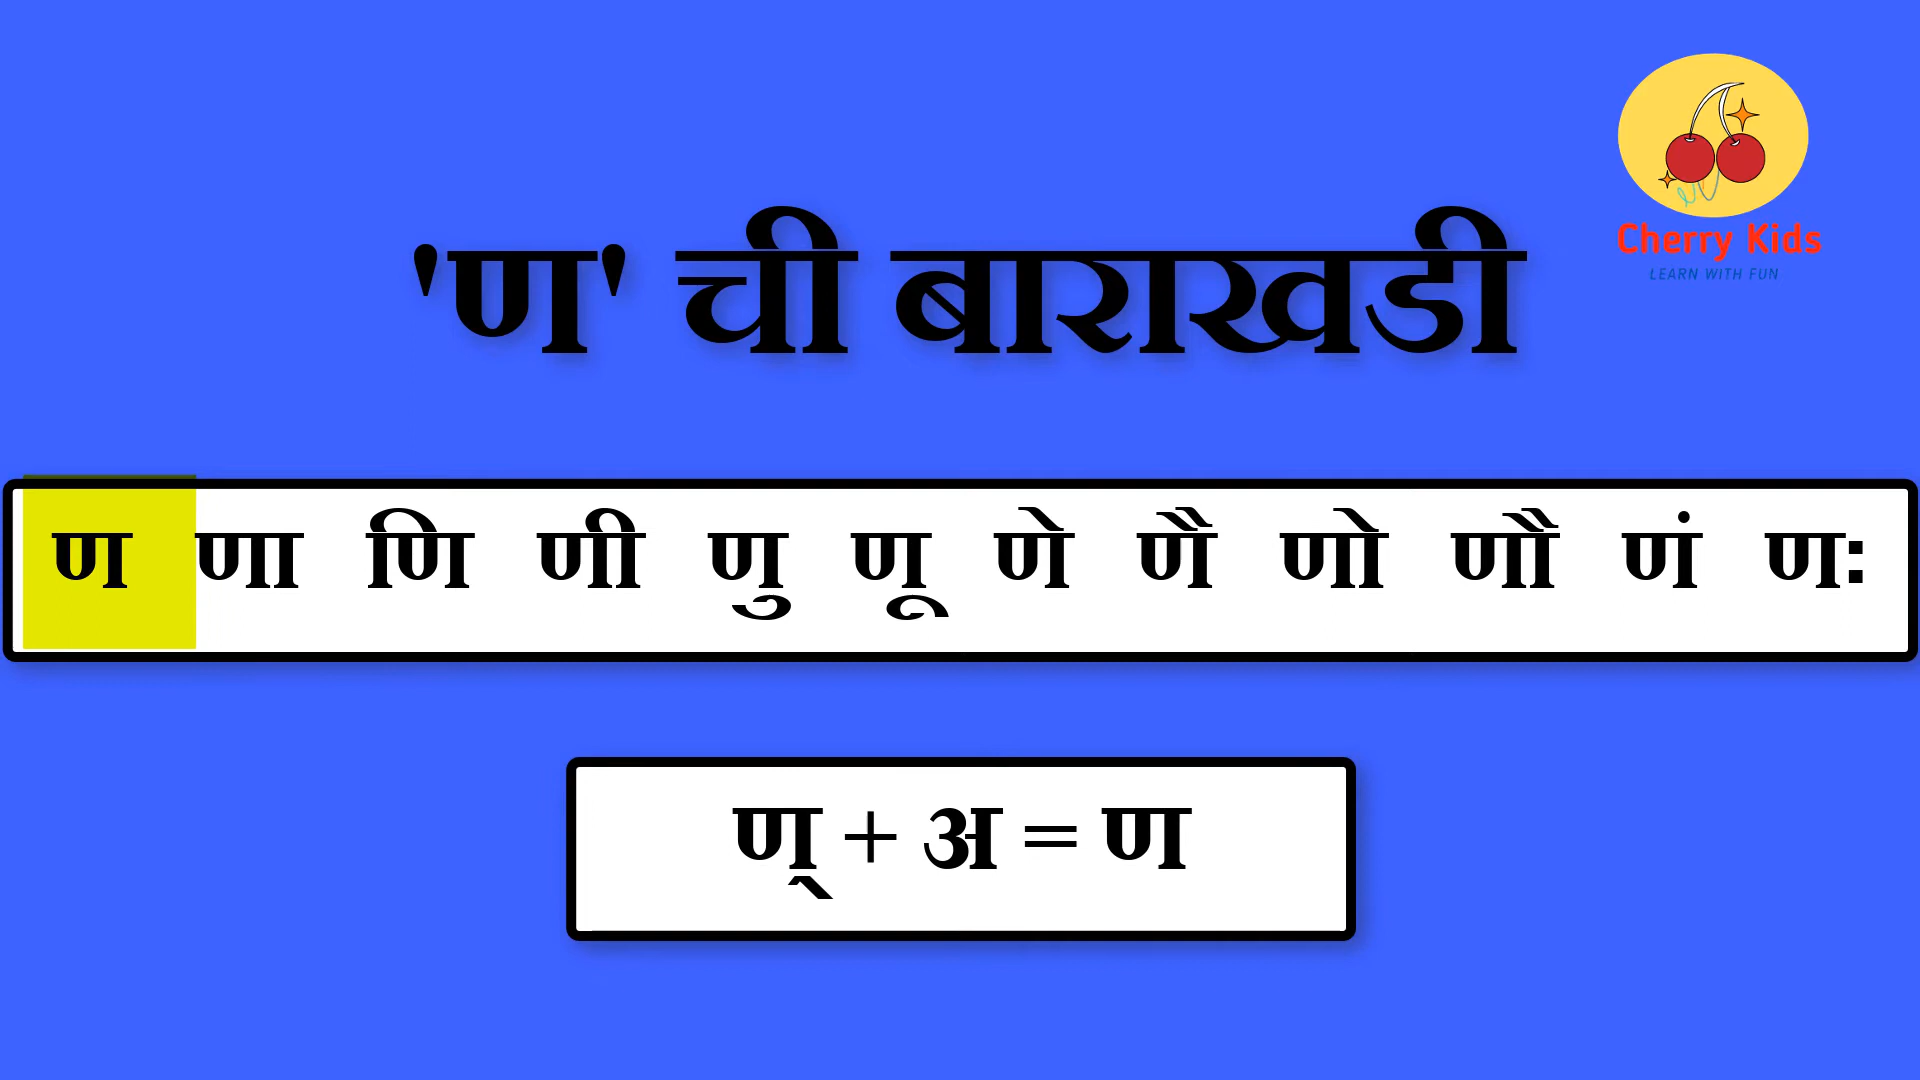 Cherry Kids
LEARN WITH FUN
'ण' ची बाराखडी
ण णा णि णी णु णू णे णै णो णौ णं णः
ण् + अ = ण